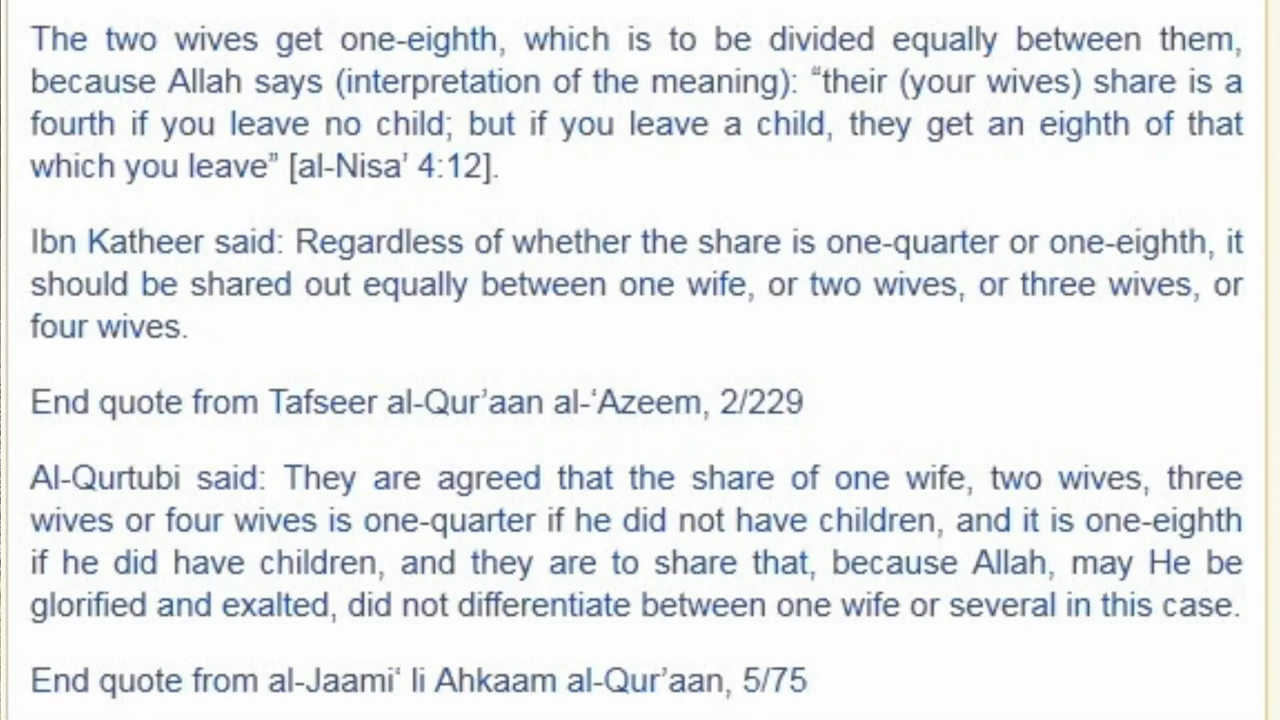 The two wives get one-eighth, which is to be divided equally between them,
because Allah says (interpretation of the meaning): “their (your wives) share is a
fourth if you leave no child; but if you leave a child, they get an eighth of that
which you leave” [al-Nisa’ 4:12].
Ibn Katheer said: Regardless of whether the share is one-quarter or one-eighth, it
should be shared out equally between one wife, or two wives, or three wives, or
four wives.
End quote from Tafseer al-Qur’aan al-‘Azeem, 2/229
Al-Qurtubi said: They are agreed that the share of one wife, two wives, three
wives or four wives is one-quarter if he did not have children, and it is one-eighth
if he did have children, and they are to share that, because Allah, may He be
glorified and exalted, did not differentiate between one wife or several in this case.
End quote from al-Jaami‘ li Ahkaam al-Qur’aan, 5/75